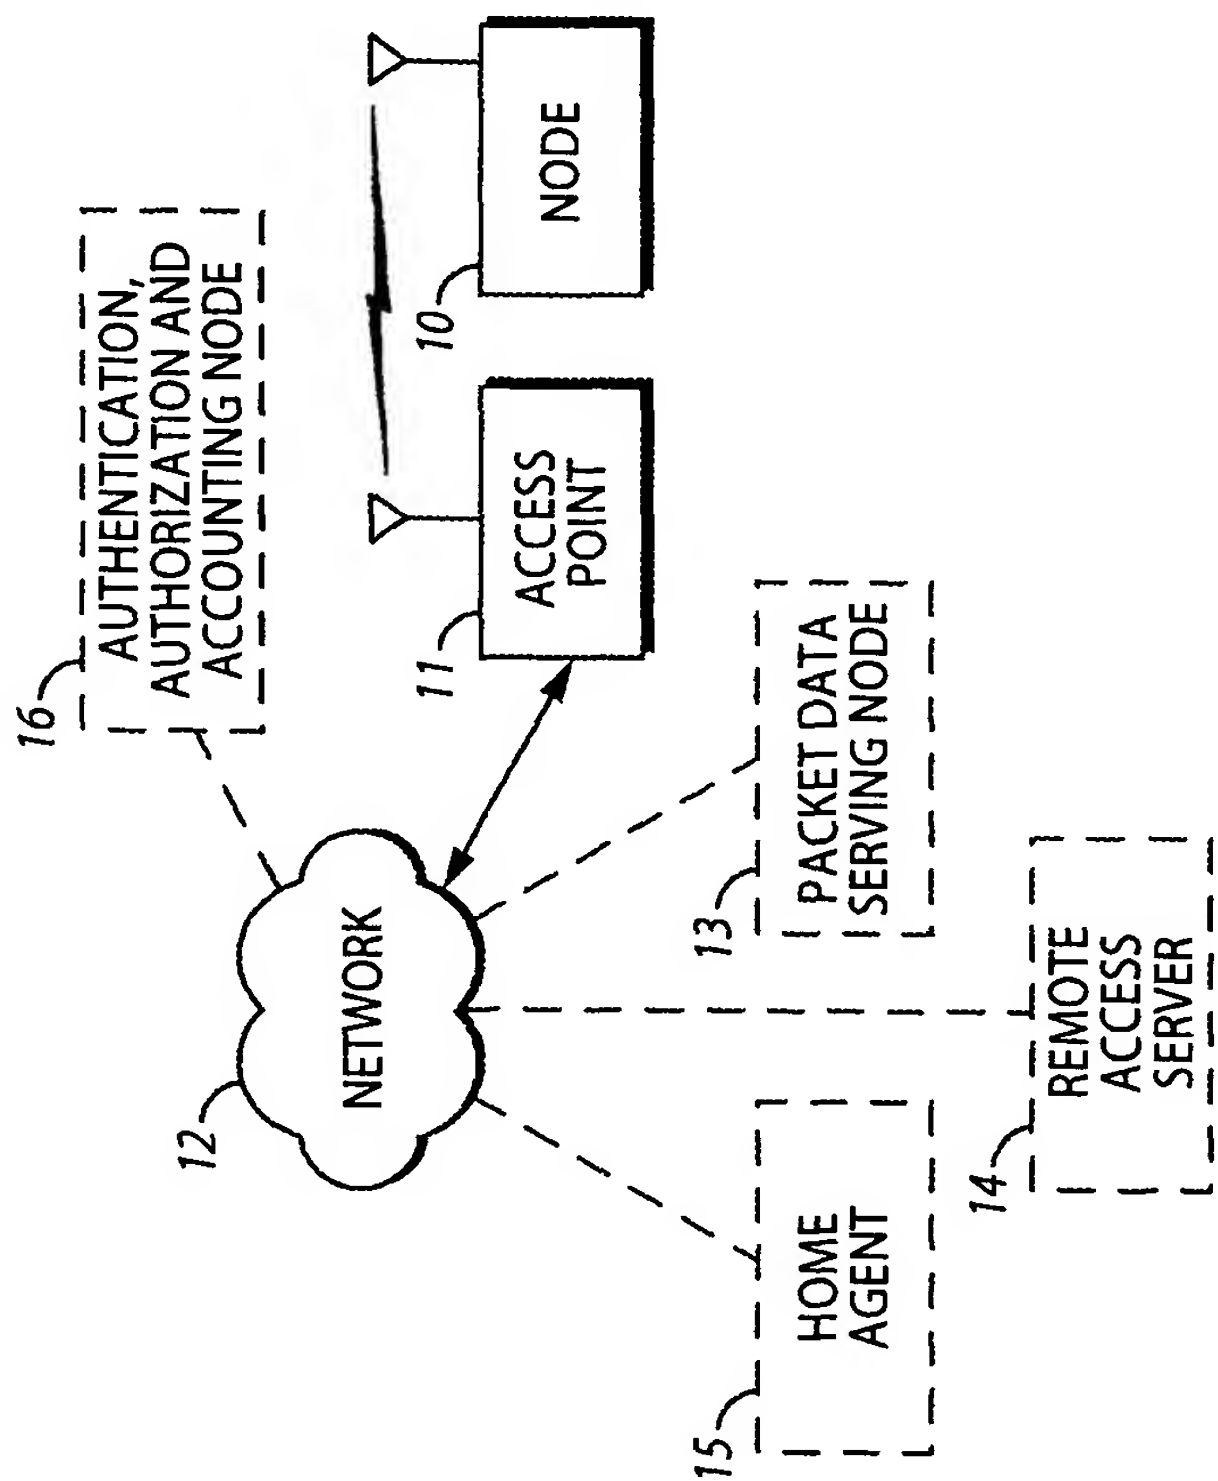 16
AUTHENTICATION,
AUTHORIZATION AND
ACCOUNTING NODE
12
NETWORK
11
ACCESS
POINT
10
NODE
15
HOME
AGENT
13
PACKET DATA
SERVING NODE
14
REMOTE
ACCESS
SERVER